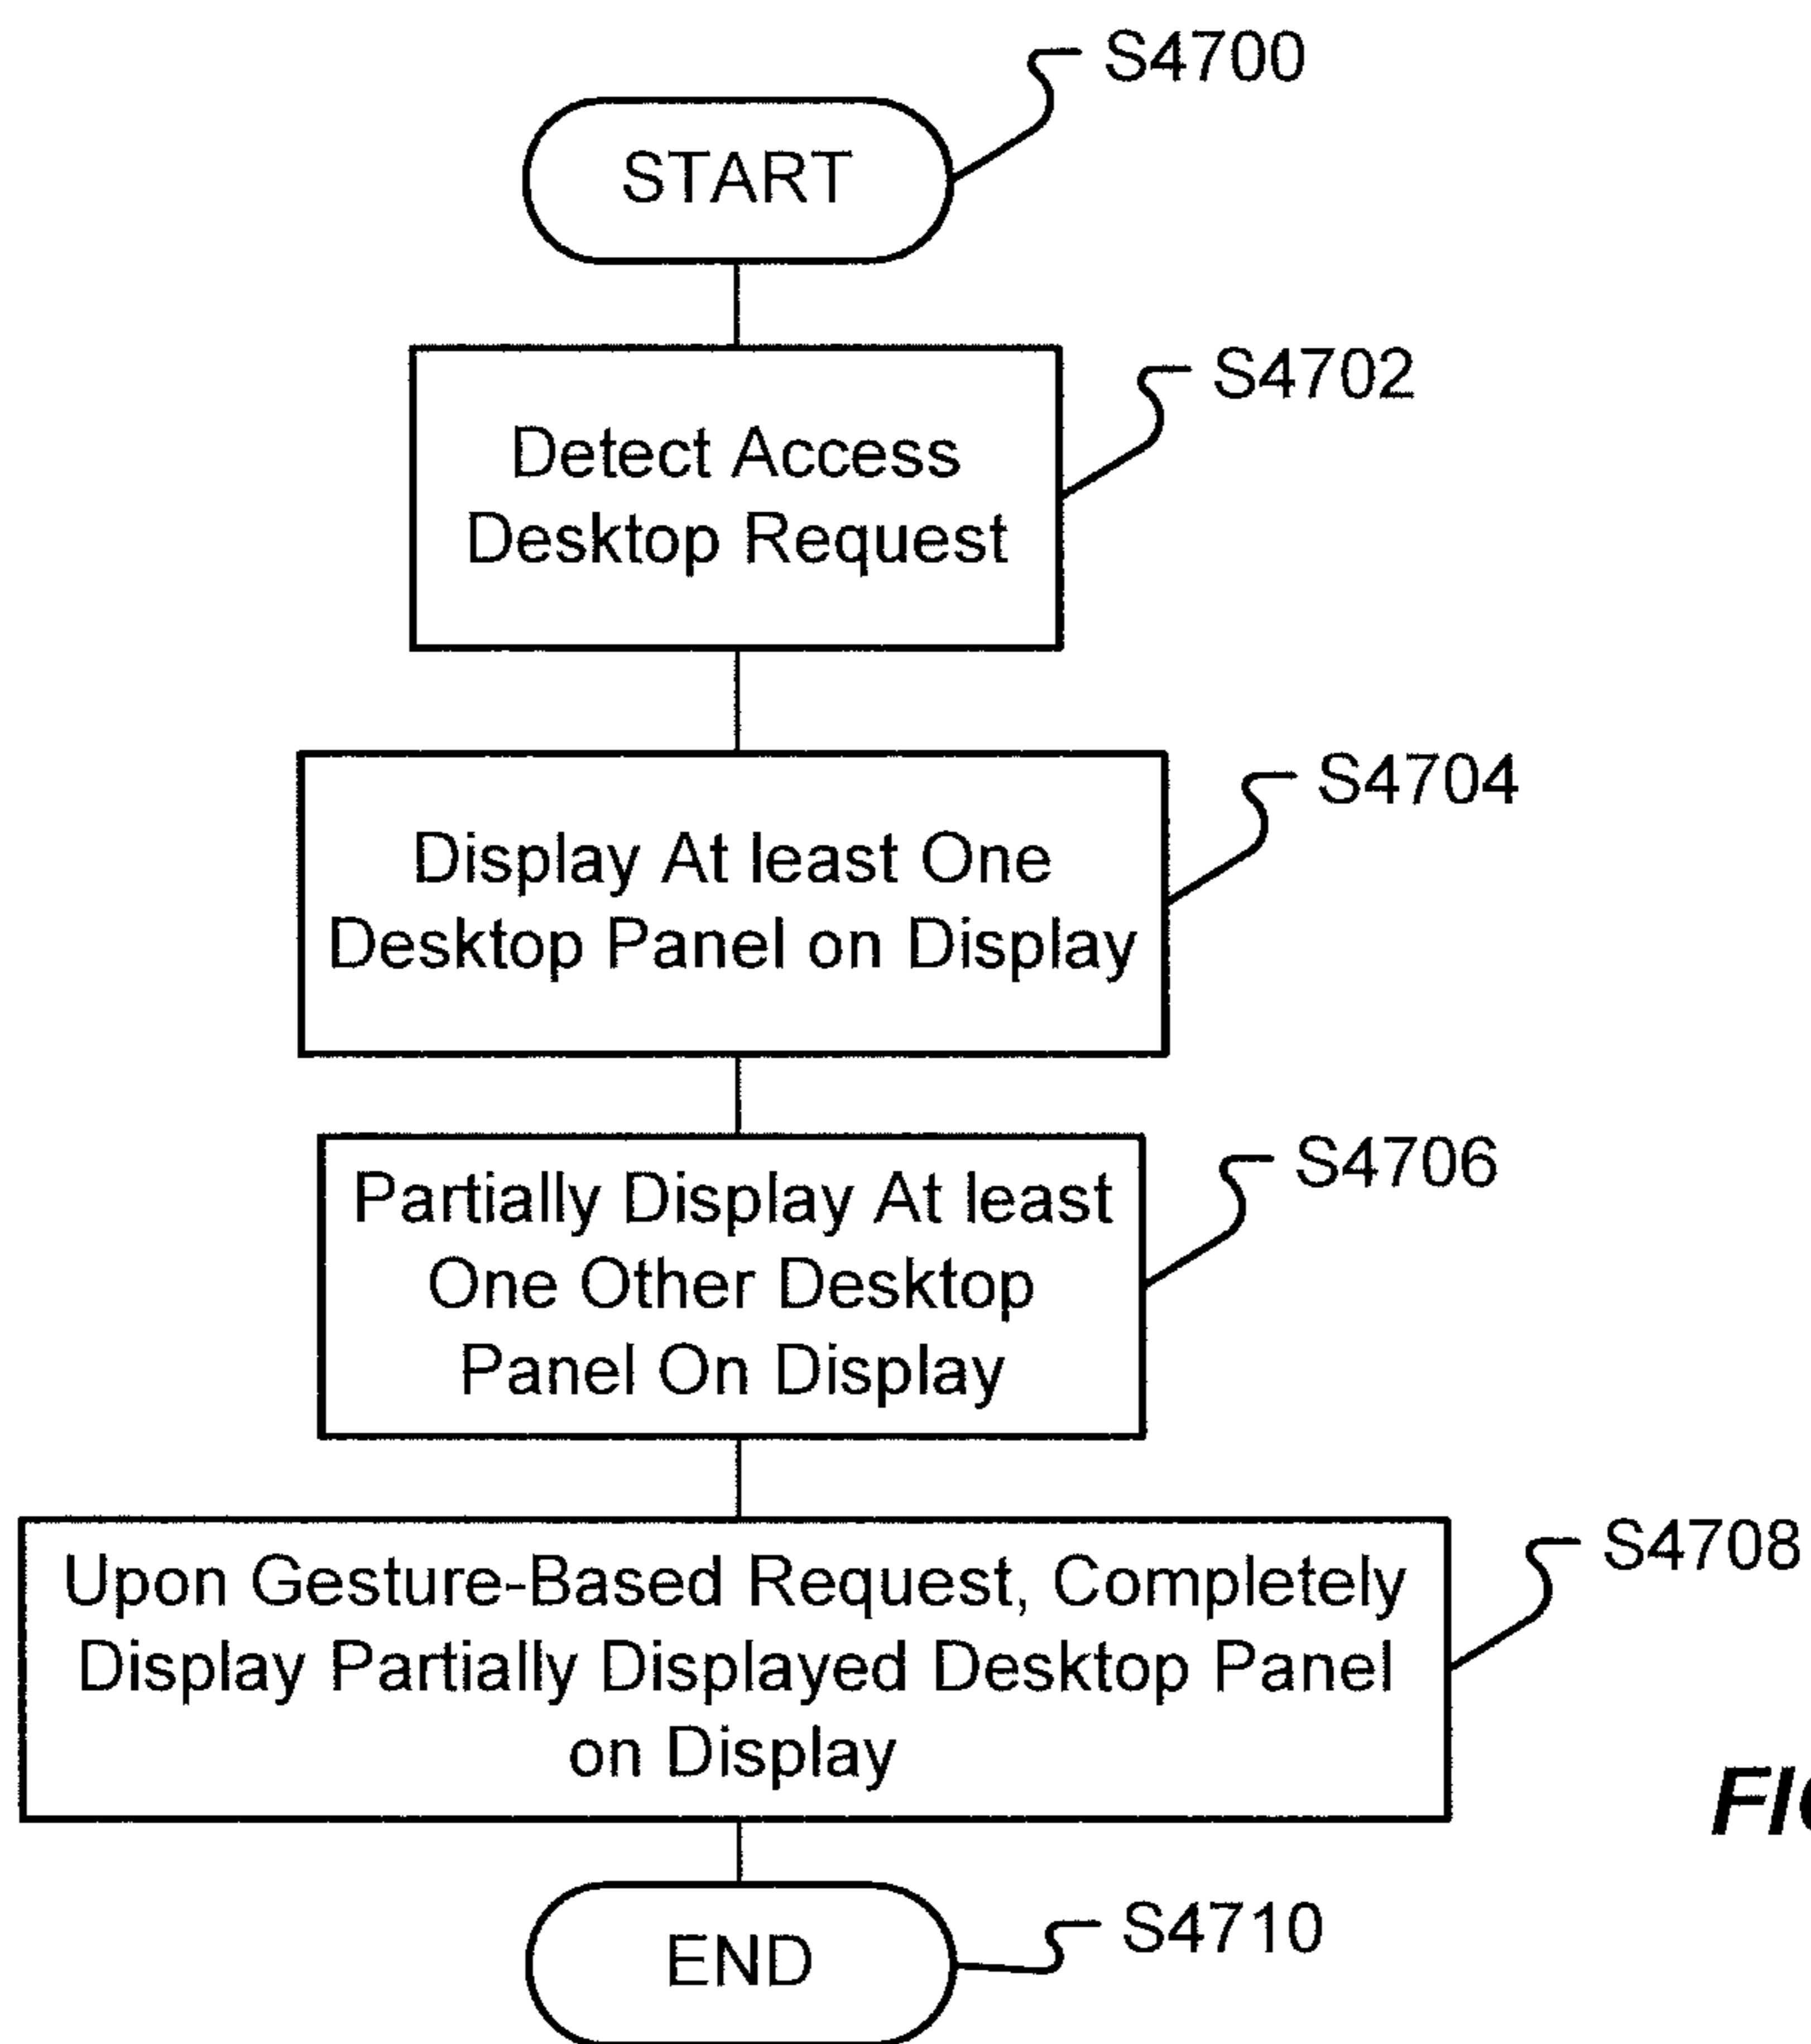 S4700
START
S4702
Detect Access
Desktop Request
S4704
Display At least One
Desktop Panel on Display
S4706
Partially Display At least
One Other Desktop
Panel On Display
S4708
Upon Gesture-Based Request, Completely
Display Partially Displayed Desktop Panel
on Display
S4710
END